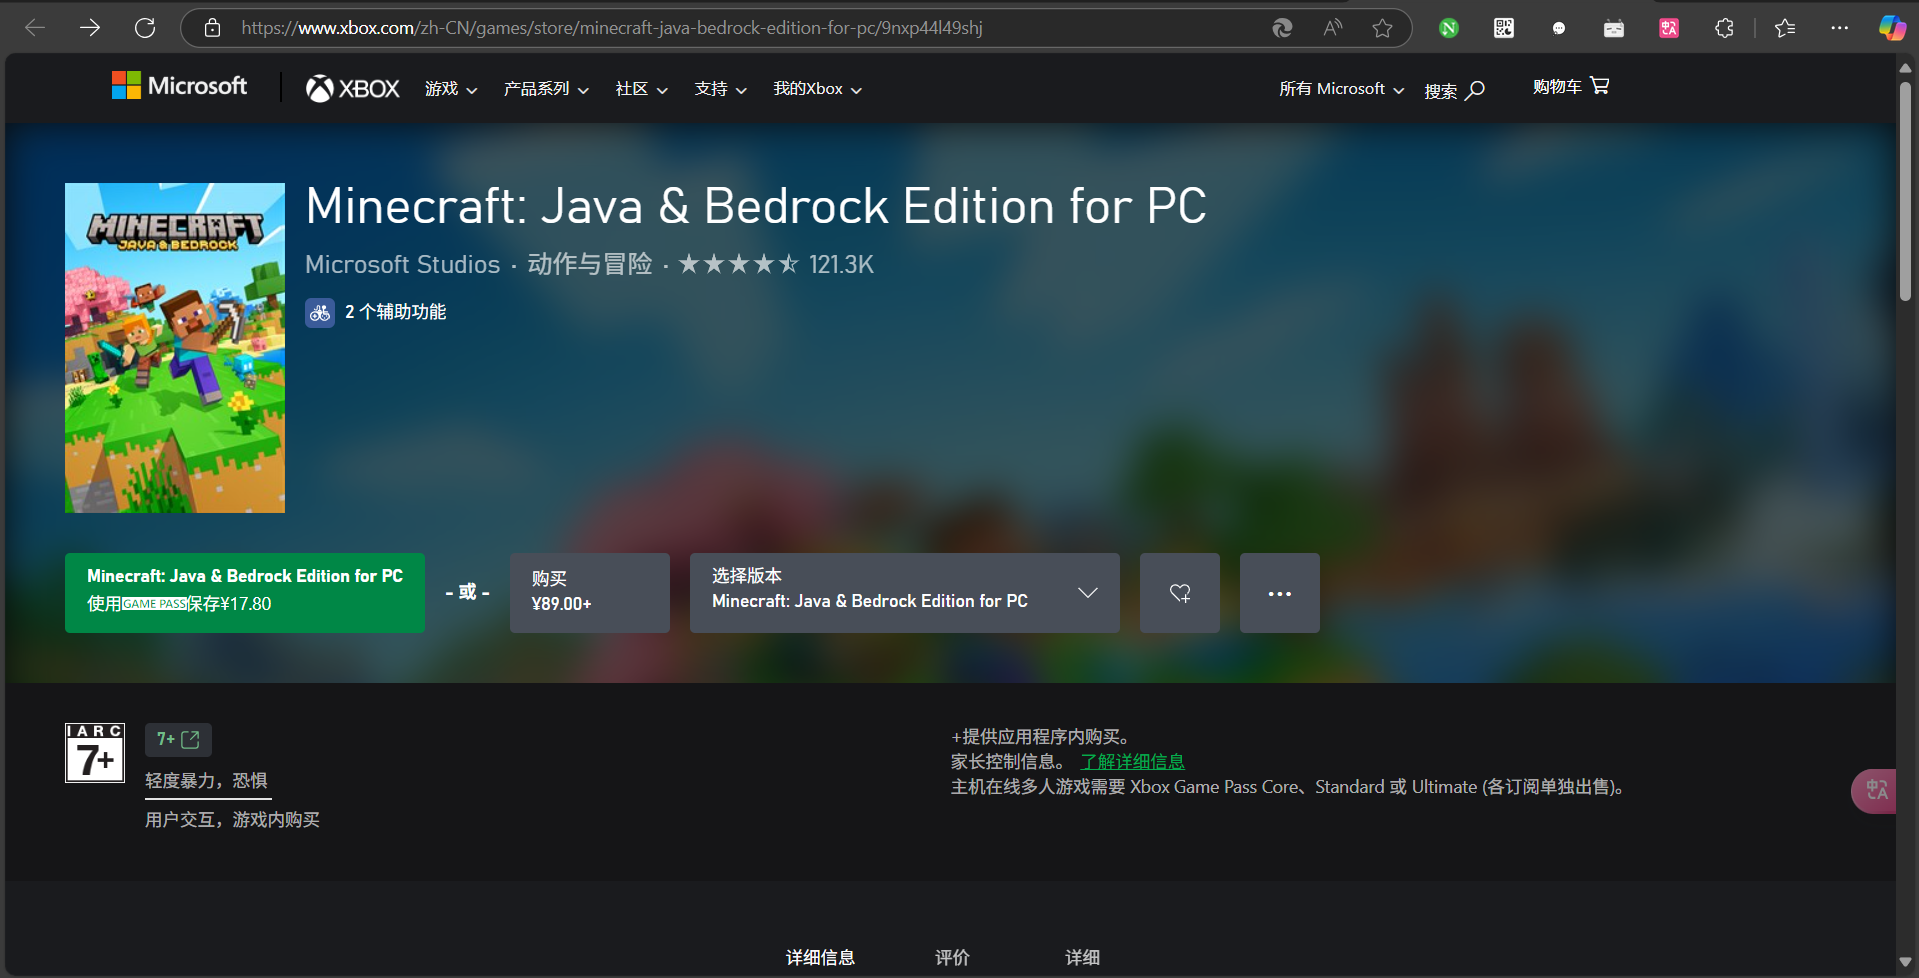 https://www.xbox.com/zh-CN/games/store/minecraft-java-bedrock-edition-for-pc/9nxp44l49shj
Microsoft
XBOX
游戏
产品系列
社区
支持
我的Xbox
所有 Microsoft
搜索
购物车
MINECRAFT
JAVA & BEDROCK
Minecraft: Java & Bedrock Edition for PC
Microsoft Studios · 动作与冒险 · ★★★★⯪ 121.3K
2 个辅助功能
Minecraft: Java & Bedrock Edition for PC
使用GAME PASS保存¥17.80
- 或 -
购买
¥89.00+
选择版本
Minecraft: Java & Bedrock Edition for PC
IARC
7+
7+
轻度暴力，恐惧
用户交互，游戏内购买
+提供应用程序内购买。
家长控制信息。 了解详细信息
主机在线多人游戏需要 Xbox Game Pass Core、Standard 或 Ultimate (各订阅单独出售)。
中A
详细信息
评价
详细